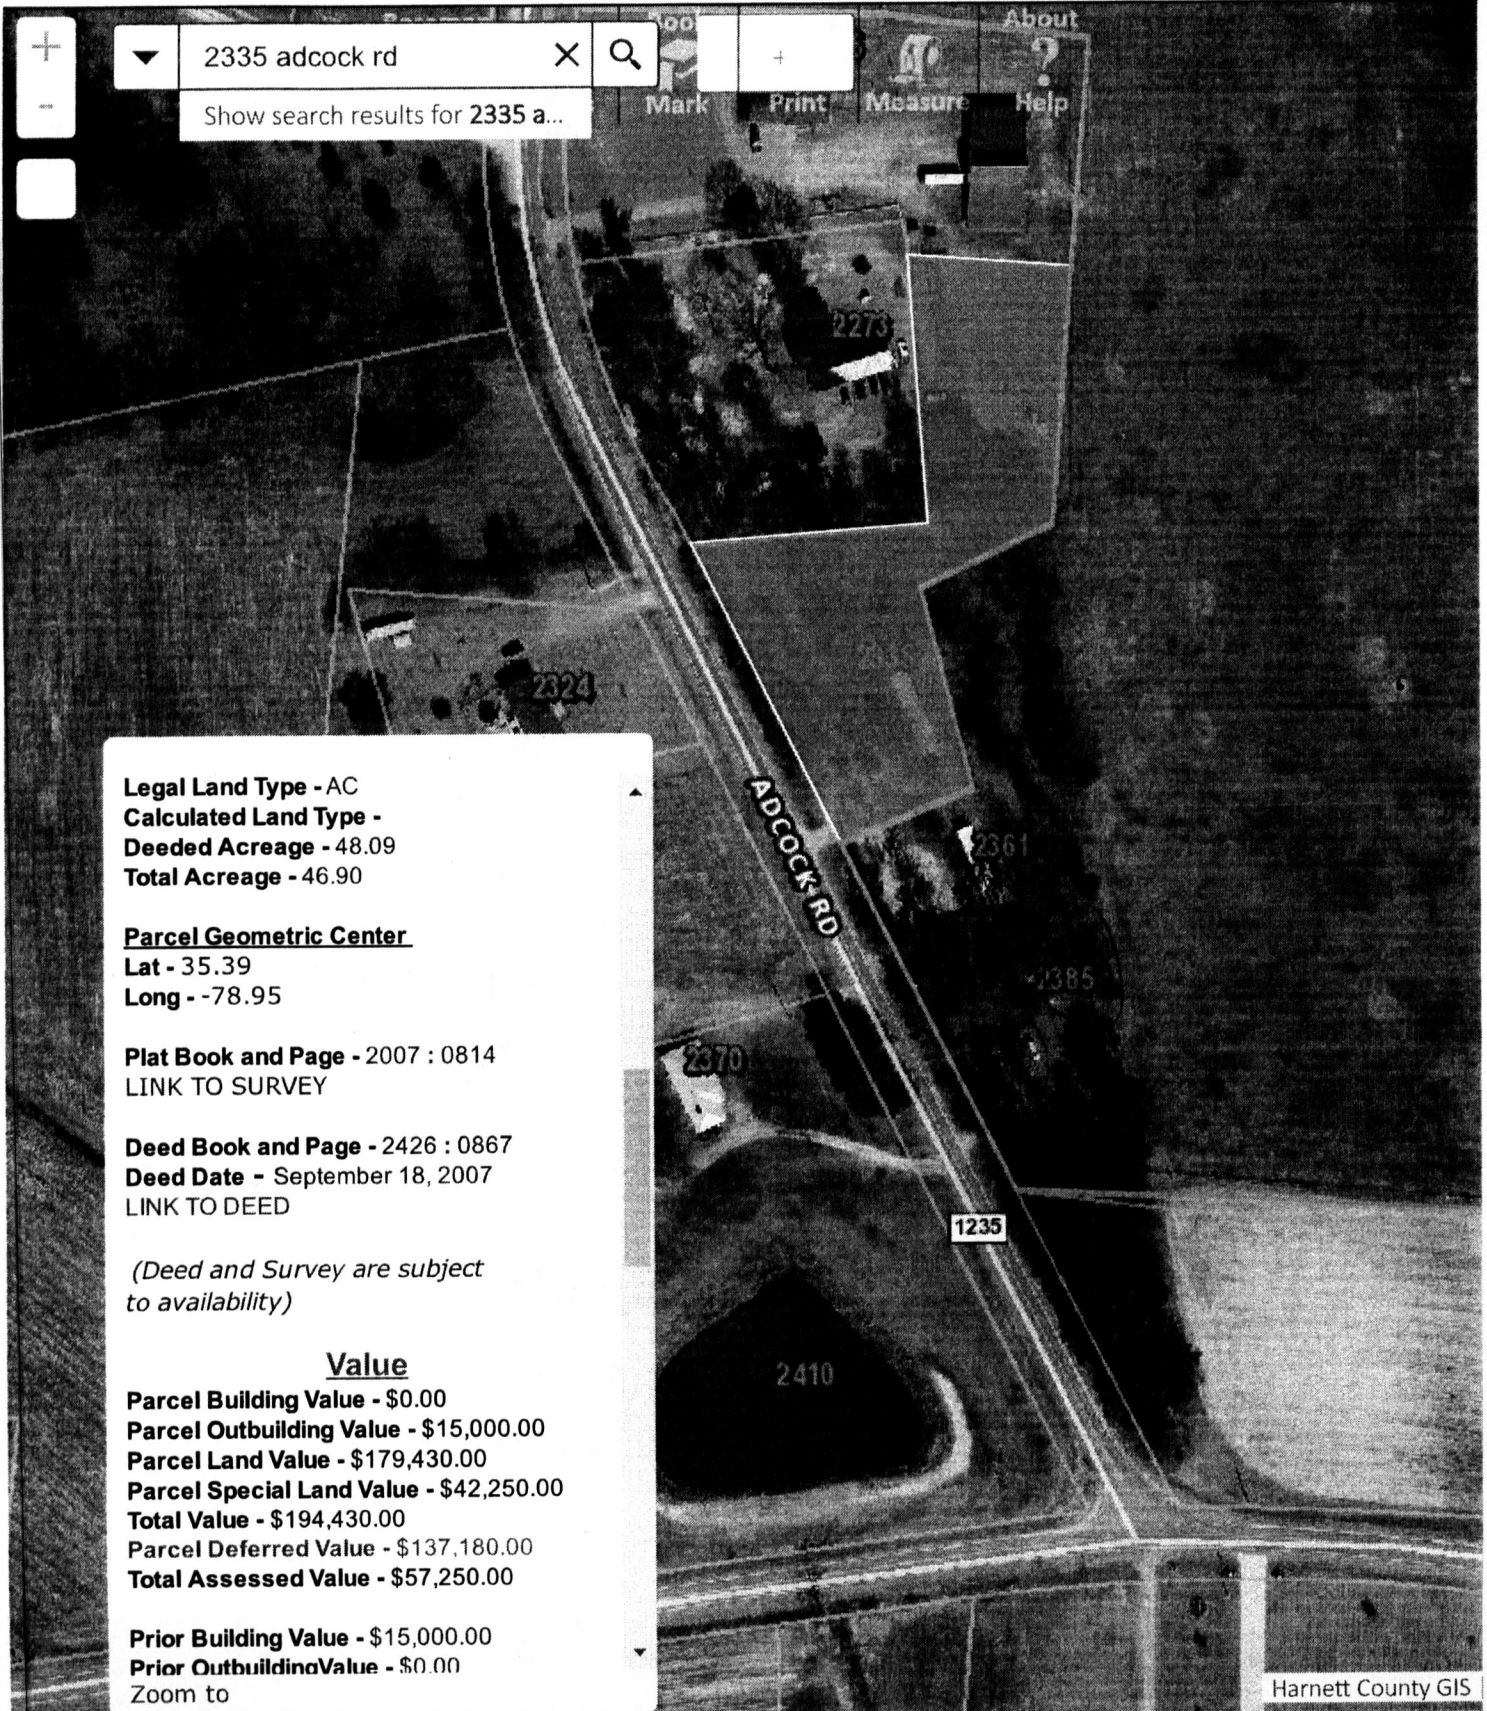 About
2335 adcock rd
Mark
Print
Measure
Help
Show search results for 2335 a...
2273
2324
ADCOCK RD
2361
2385
2370
1235
2410
Legal Land Type - AC
Calculated Land Type -
Deeded Acreage - 48.09
Total Acreage - 46.90
Parcel Geometric Center
Lat - 35.39
Long - -78.95
Plat Book and Page - 2007 : 0814
LINK TO SURVEY
Deed Book and Page - 2426 : 0867
Deed Date - September 18, 2007
LINK TO DEED
(Deed and Survey are subject
to availability)
Value
Parcel Building Value - $0.00
Parcel Outbuilding Value - $15,000.00
Parcel Land Value - $179,430.00
Parcel Special Land Value - $42,250.00
Total Value - $194,430.00
Parcel Deferred Value - $137,180.00
Total Assessed Value - $57,250.00
Prior Building Value - $15,000.00
Prior OutbuildingValue - $0.00
Zoom to
Harnett County GIS